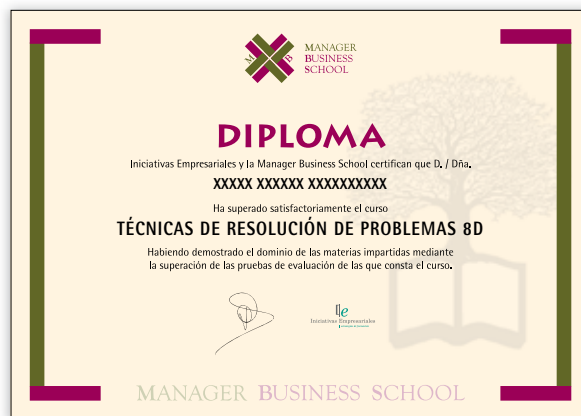 M B
MANAGER
BUSINESS
SCHOOL
DIPLOMA
Iniciativas Empresariales y la Manager Business School certifican que D. / Dña.
XXXXX XXXXXX XXXXXXXXXX
Ha superado satisfactoriamente el curso
TÉCNICAS DE RESOLUCIÓN DE PROBLEMAS 8D
Habiendo demostrado el dominio de las materias impartidas mediante
la superación de las pruebas de evaluación de las que consta el curso.
Ile
Iniciativas Empresariales
MANAGER BUSINESS SCHOOL